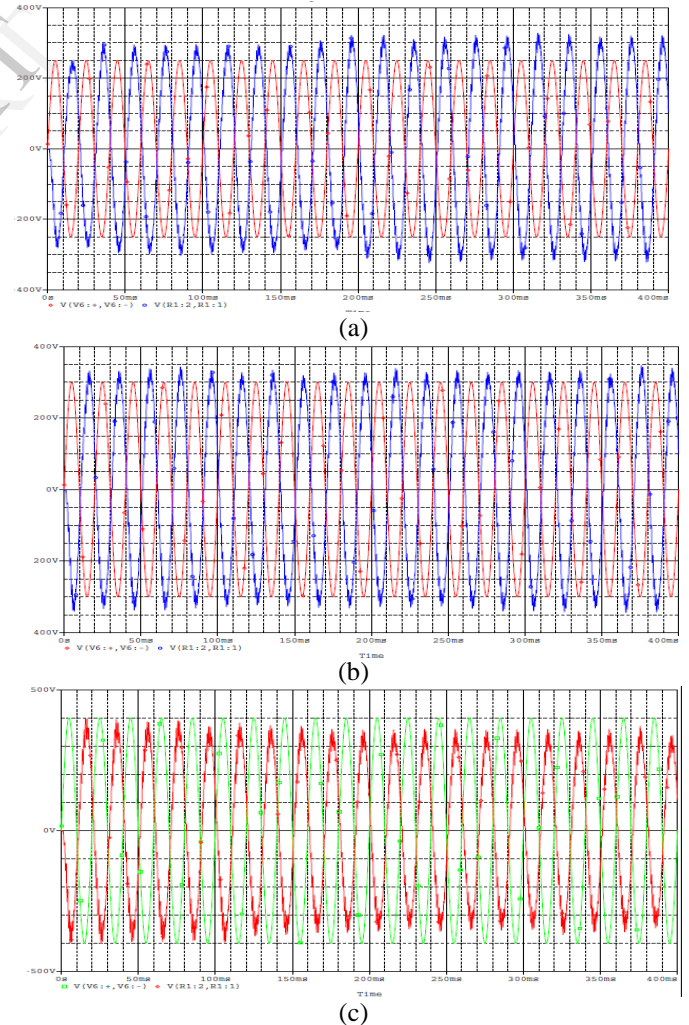 400V
200V
0V
-200V
-400V
0s 50ms 100ms 150ms 200ms 250ms 300ms 350ms 400ms
V(V6:+,V6:-) V(R1:2,R1:1)
(a)
400V
200V
0V
200V
400V
0s 50ms 100ms 150ms 200ms 250ms 300ms 350ms 400ms
V(V6:+,V6:-) V(R1:2,R1:1)
Time
(b)
500V
0V
-500V
0s 50ms 100ms 150ms 200ms 250ms 300ms 350ms 400ms
V(V6:+,V6:-) V(R1:2,R1:1)
Time
(c)